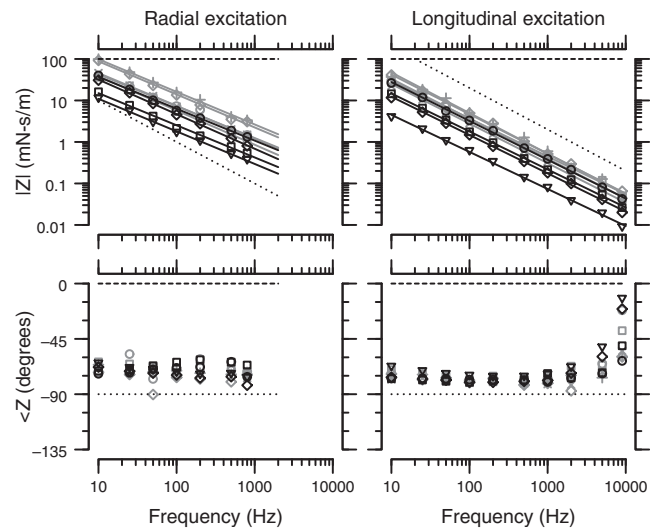 Radial excitation
Longitudinal excitation
|Z| (mN-s/m)
100
10
1
0.1
0.01
<Z (degrees)
0
−45
−90
−135
10
100
1000
10000
10
100
1000
10000
Frequency (Hz)
Frequency (Hz)